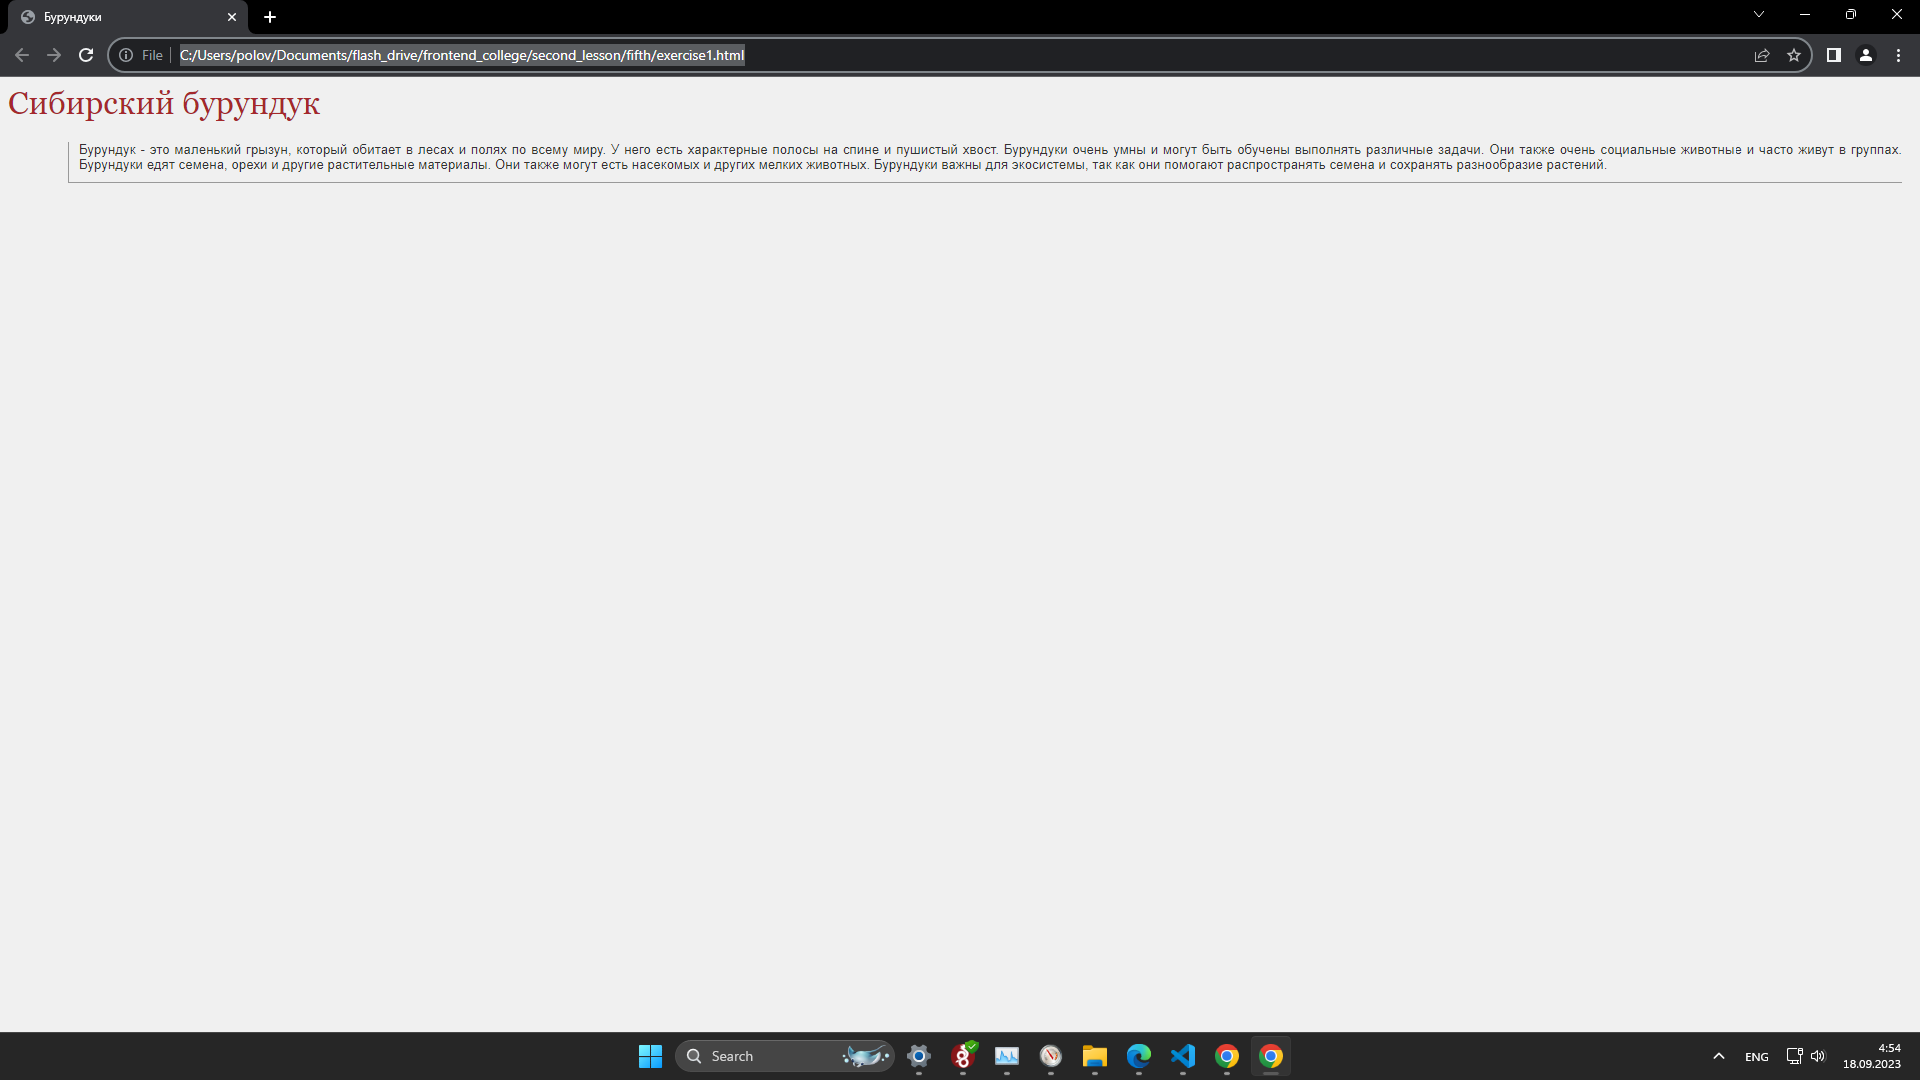 Бурундуки
File
C:/Users/polov/Documents/flash_drive/frontend_college/second_lesson/fifth/exercise1.html
Сибирский бурундук
Бурундук - это маленький грызун, который обитает в лесах и полях по всему миру. У него есть характерные полосы на спине и пушистый хвост. Бурундуки очень умны и могут быть обучены выполнять различные задачи. Они также очень социальные животные и часто живут в группах.
Бурундуки едят семена, орехи и другие растительные материалы. Они также могут есть насекомых и других мелких животных. Бурундуки важны для экосистемы, так как они помогают распространять семена и сохранять разнообразие растений.
Search
ENG
4:54
18.09.2023